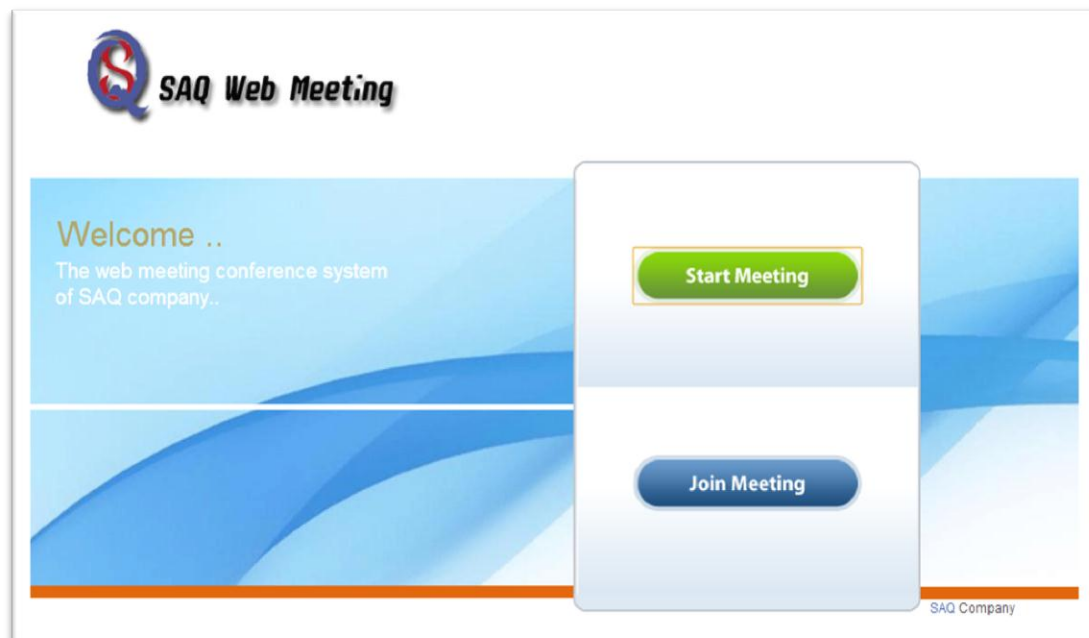 SAQ Web Meeting
Welcome ..
The web meeting conference system
of SAQ company..
Start Meeting
Join Meeting
SAQ Company